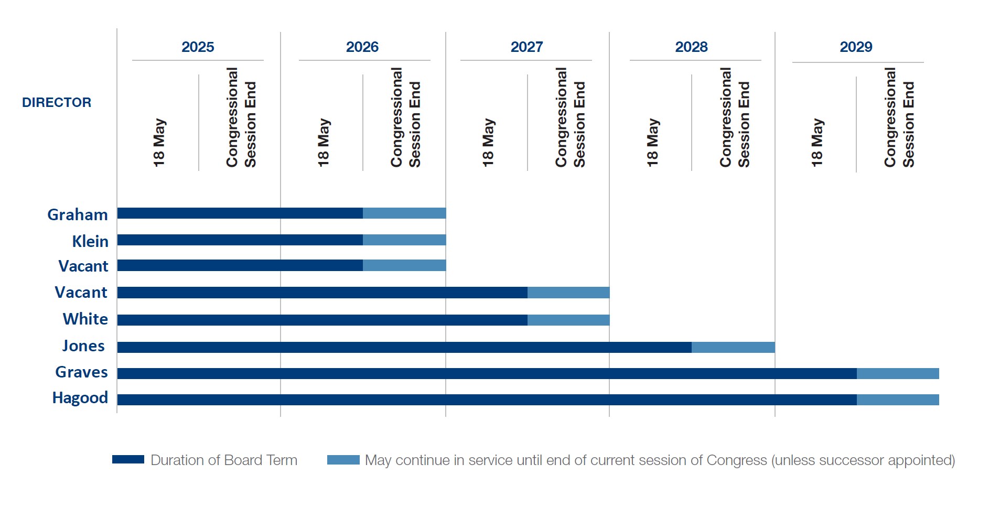 2025
2026
2027
2028
2029
DIRECTOR
18 May
Congressional
Session End
18 May
Congressional
Session End
18 May
Congressional
Session End
18 May
Congressional
Session End
18 May
Congressional
Session End
Graham
Klein
Vacant
Vacant
White
Jones
Graves
Hagood
Duration of Board Term
May continue in service until end of current session of Congress (unless successor appointed)